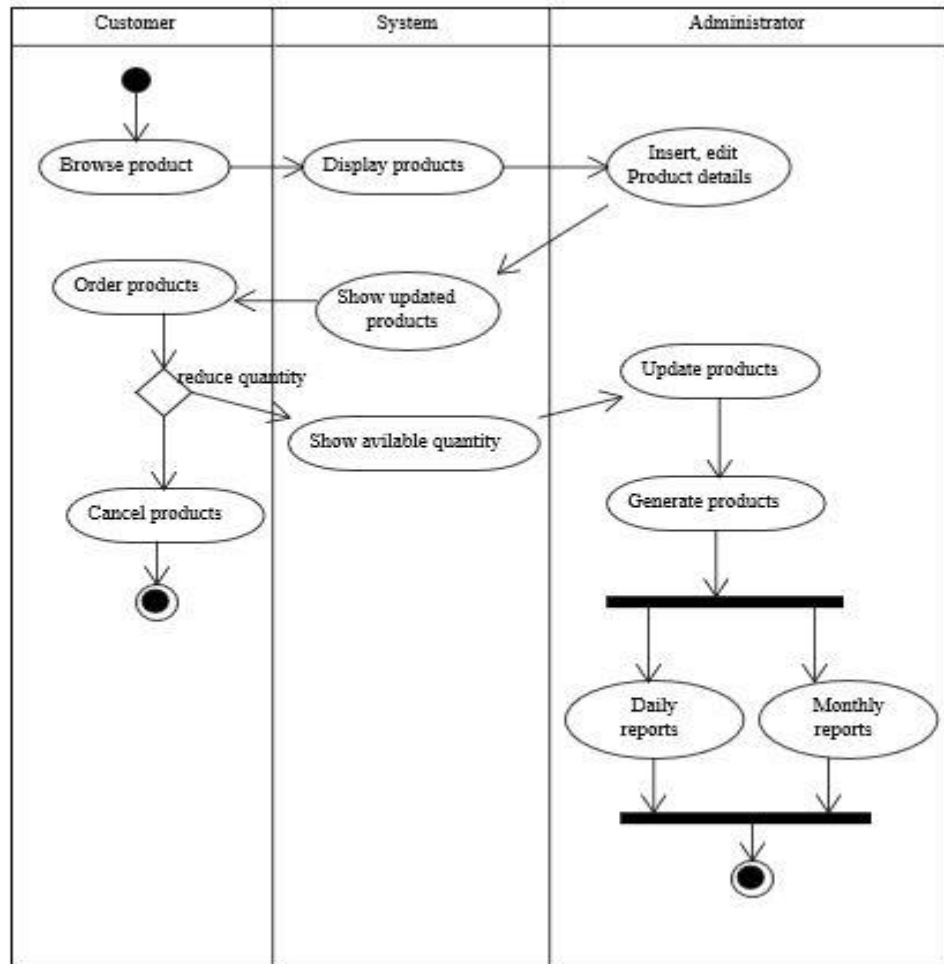 Customer
System
Administrator
Browse product
Display products
Insert, edit
Product details
Order products
Show updated
products
reduce quantity
Update products
Show avilable quantity
Cancel products
Generate products
Daily
reports
Monthly
reports